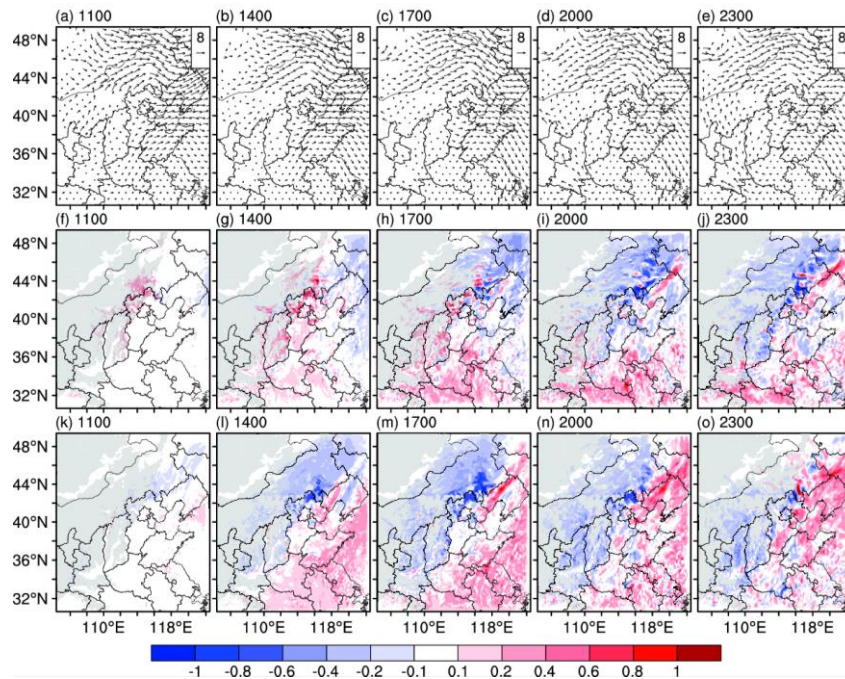 (a) 1100 (b) 1400 (c) 1700 (d) 2000 (e) 2300
8 8 8 8 8
48°N
44°N
40°N
36°N
32°N
(f) 1100 (g) 1400 (h) 1700 (i) 2000 (j) 2300
48°N
44°N
40°N
36°N
32°N
(k) 1100 (l) 1400 (m) 1700 (n) 2000 (o) 2300
48°N
44°N
40°N
36°N
32°N
110°E 118°E 110°E 118°E 110°E 118°E 110°E 118°E 110°E 118°E
-1 -0.8 -0.6 -0.4 -0.2 -0.1 0.1 0.2 0.4 0.6 0.8 1